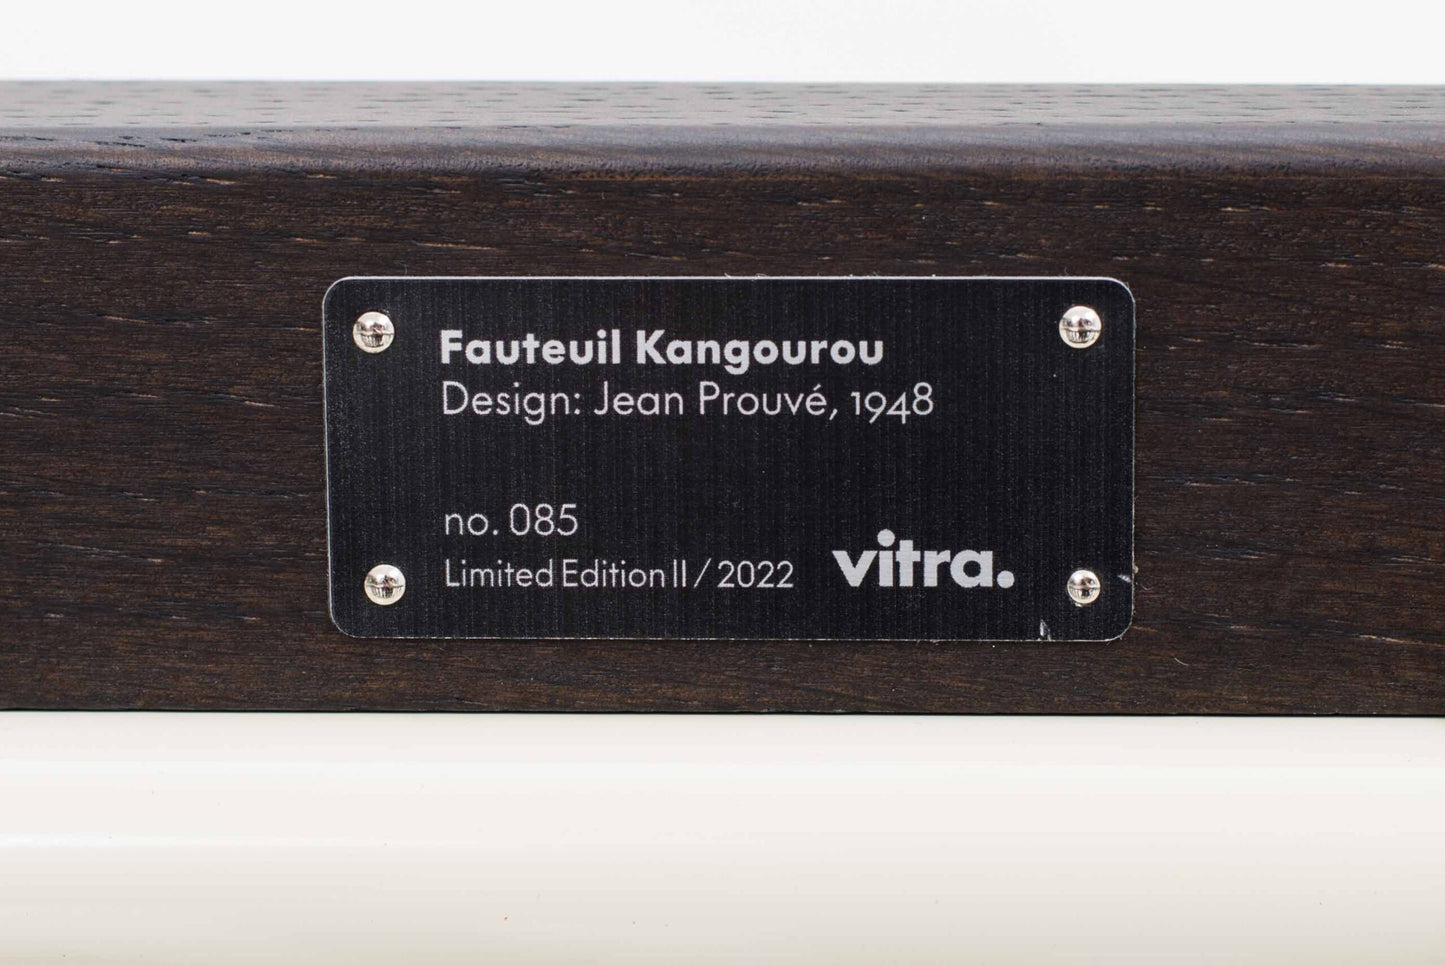 Fauteuil Kangourou
Design: Jean Prouvé, 1948
no. 085
Limited Edition II / 2022
vitra.